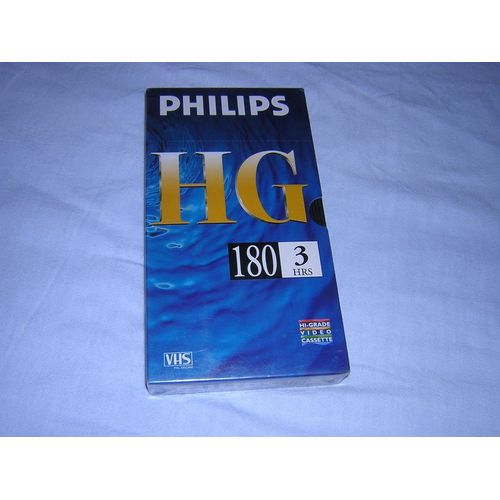 PHILIPS
HG
180 3
HRS
HI-GRADE
VIDEO
CASSETTE
VHS